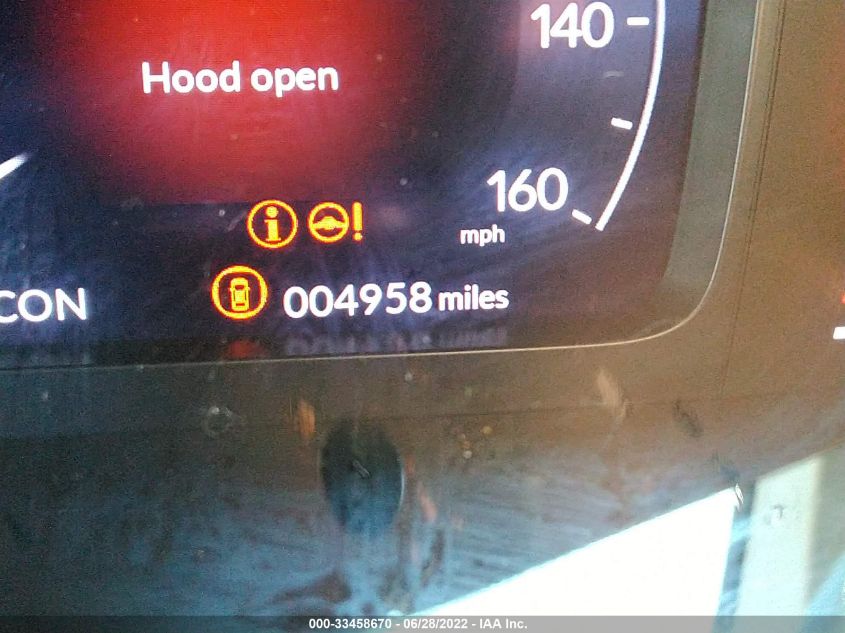 140
Hood open
160
mph
CON
004958 miles
000-33458670 - 06/28/2022 - IAA Inc.